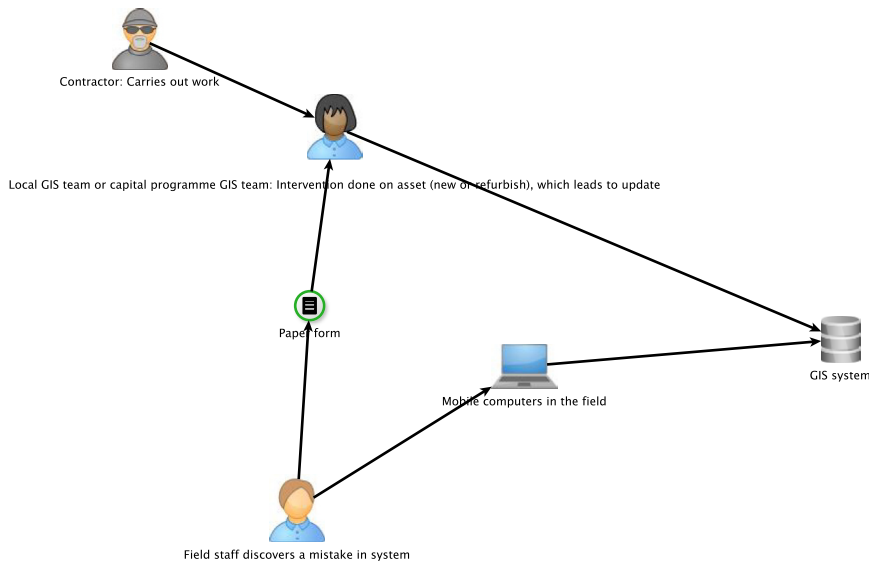 Contractor: Carries out work
Local GIS team or capital programme GIS team: Intervention done on asset (new or refurbish), which leads to update
Paper form
GIS system
Mobile computers in the field
Field staff discovers a mistake in system